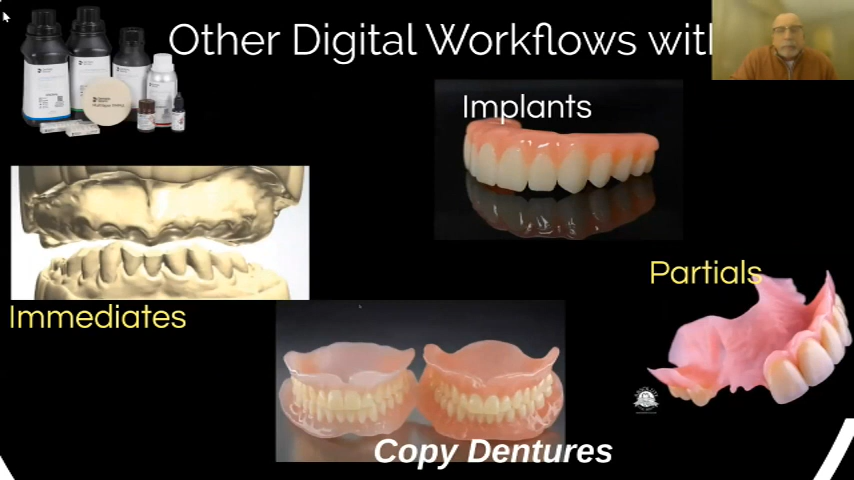 Other Digital Workflows with
Implants
Partials
Immediates
Copy Dentures